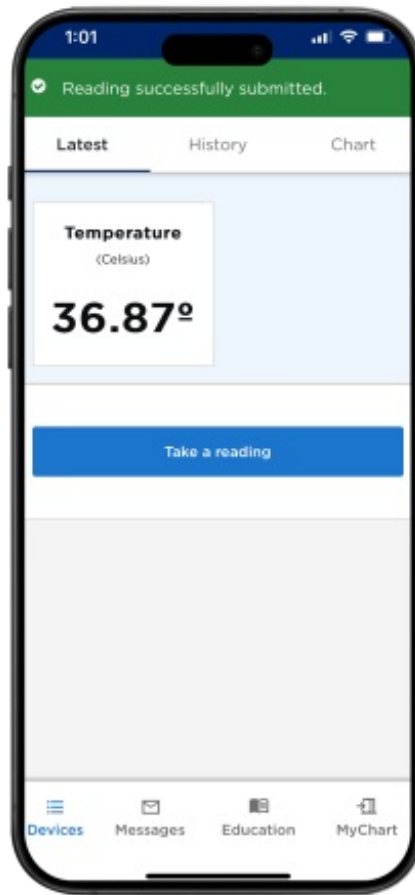 1:01
Reading successfully submitted.
Latest History Chart
Temperature
(Celsius)
36.87º
Take a reading
Devices Messages Education MyChart